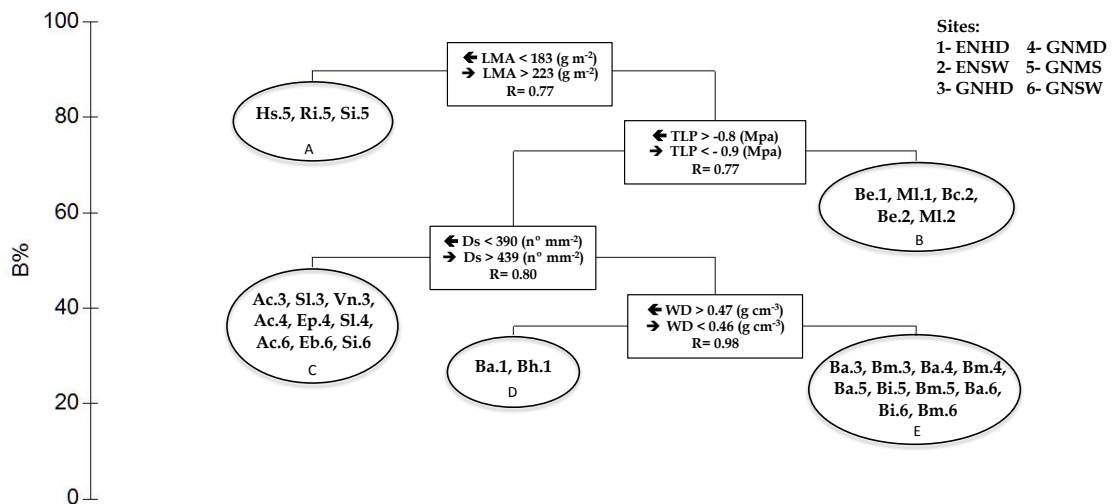 100
80
60
40
20
0
B%
Sites:
1- ENHD 4- GNMD
2- ENSW 5- GNMS
3- GNHD 6- GNSW
🡸 LMA < 183 (g m⁻²)
➔ LMA > 223 (g m⁻²)
R= 0.77
Hs.5, Ri.5, Si.5
A
🡸 TLP > -0.8 (Mpa)
➔ TLP < - 0.9 (Mpa)
R= 0.77
Be.1, Ml.1, Bc.2,
Be.2, Ml.2
B
🡸 Ds < 390 (nº mm⁻²)
➔ Ds > 439 (nº mm⁻²)
R= 0.80
Ac.3, Sl.3, Vn.3,
Ac.4, Ep.4, Sl.4,
Ac.6, Eb.6, Si.6
C
🡸 WD > 0.47 (g cm⁻³)
➔ WD < 0.46 (g cm⁻³)
R= 0.98
Ba.1, Bh.1
D
Ba.3, Bm.3, Ba.4, Bm.4,
Ba.5, Bi.5, Bm.5, Ba.6,
Bi.6, Bm.6
E